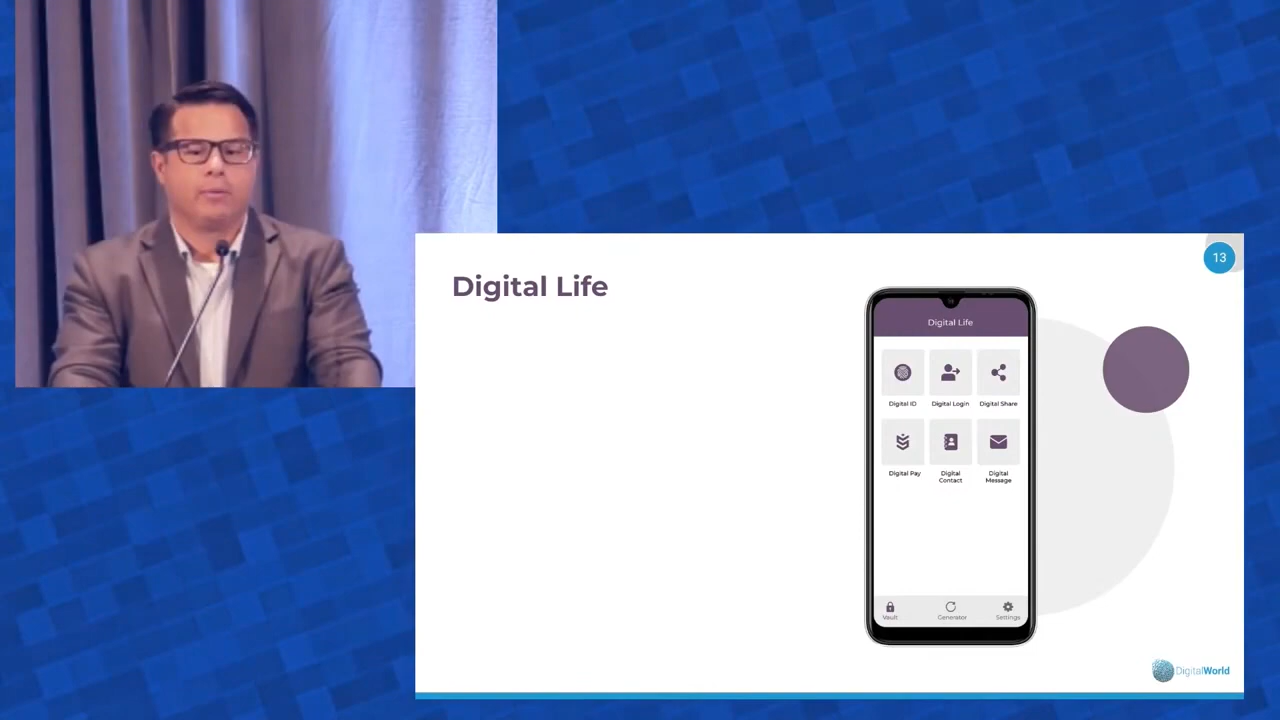 13
Digital Life
Digital Life
Digital ID Digital Login Digital Share
Digital Pay Digital Contact Digital Message
Vault Generator Settings
DigitalWorld